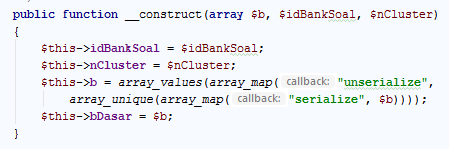 public function __construct(array $b, $idBankSoal, $nCluster)
{
$this->idBankSoal = $idBankSoal;
$this->nCluster = $nCluster;
$this->b = array_values(array_map( callback: "unserialize",
array_unique(array_map( callback: "serialize", $b))));
$this->bDasar = $b;
}